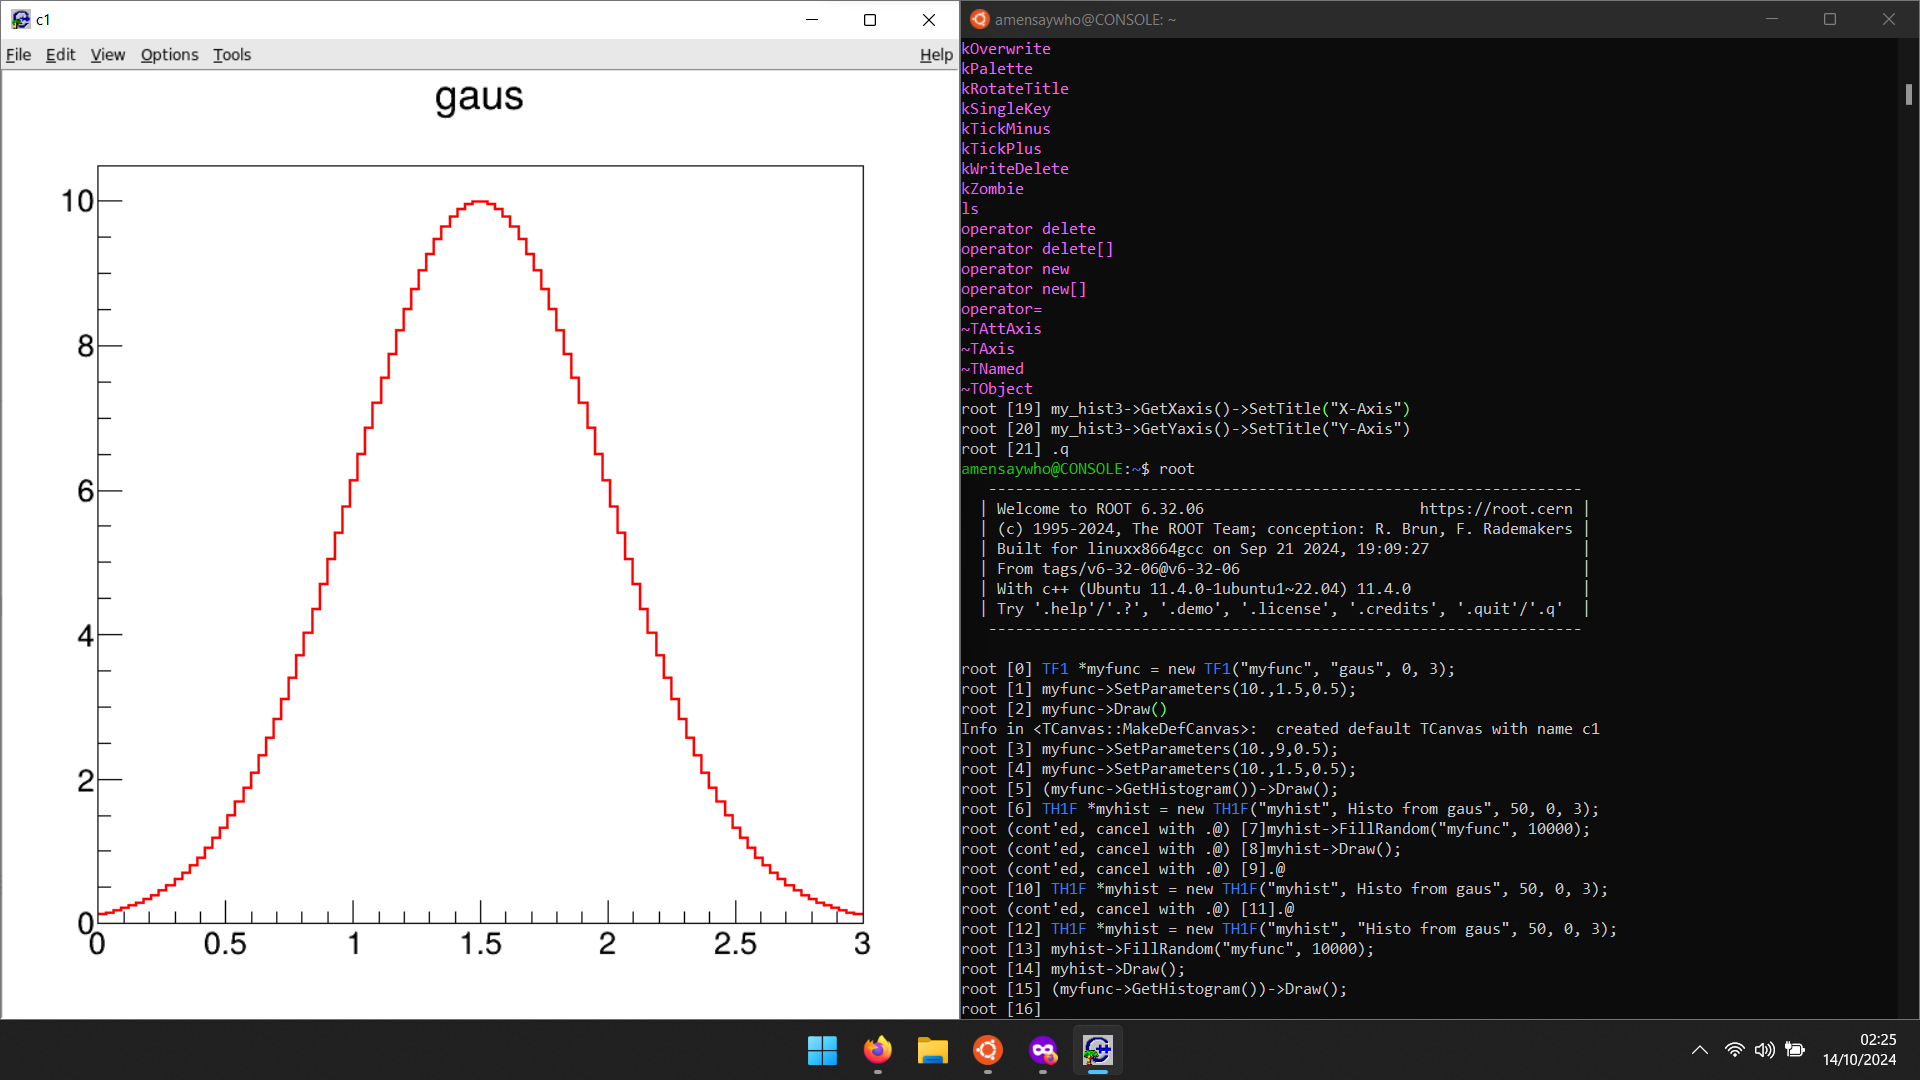 c1
File Edit View Options Tools Help
gaus
10
8
6
4
2
0
0 0.5 1 1.5 2 2.5 3
amensaywho@CONSOLE: ~
kOverwrite
kPalette
kRotateTitle
kSingleKey
kTickMinus
kTickPlus
kWriteDelete
kZombie
ls
operator delete
operator delete[]
operator new
operator new[]
operator=
~TAttAxis
~TAxis
~TNamed
~TObject
root [19] my_hist3->GetXaxis()->SetTitle("X-Axis")
root [20] my_hist3->GetYaxis()->SetTitle("Y-Axis")
root [21] .q
amensaywho@CONSOLE:~$ root
------------------------------------------------------------------
| Welcome to ROOT 6.32.06                        https://root.cern |
| (c) 1995-2024, The ROOT Team; conception: R. Brun, F. Rademakers |
| Built for linuxx8664gcc on Sep 21 2024, 19:09:27                 |
| From tags/v6-32-06@v6-32-06                                      |
| With c++ (Ubuntu 11.4.0-1ubuntu1~22.04) 11.4.0                   |
| Try '.help'/'.?', '.demo', '.license', '.credits', '.quit'/'.q'  |
------------------------------------------------------------------
root [0] TF1 *myfunc = new TF1("myfunc", "gaus", 0, 3);
root [1] myfunc->SetParameters(10.,1.5,0.5);
root [2] myfunc->Draw()
Info in <TCanvas::MakeDefCanvas>:  created default TCanvas with name c1
root [3] myfunc->SetParameters(10.,9,0.5);
root [4] myfunc->SetParameters(10.,1.5,0.5);
root [5] (myfunc->GetHistogram())->Draw();
root [6] TH1F *myhist = new TH1F("myhist", Histo from gaus", 50, 0, 3);
root (cont'ed, cancel with .@) [7]myhist->FillRandom("myfunc", 10000);
root (cont'ed, cancel with .@) [8]myhist->Draw();
root (cont'ed, cancel with .@) [9].@
root [10] TH1F *myhist = new TH1F("myhist", Histo from gaus", 50, 0, 3);
root (cont'ed, cancel with .@) [11].@
root [12] TH1F *myhist = new TH1F("myhist", "Histo from gaus", 50, 0, 3);
root [13] myhist->FillRandom("myfunc", 10000);
root [14] myhist->Draw();
root [15] (myfunc->GetHistogram())->Draw();
root [16]
02:25
14/10/2024